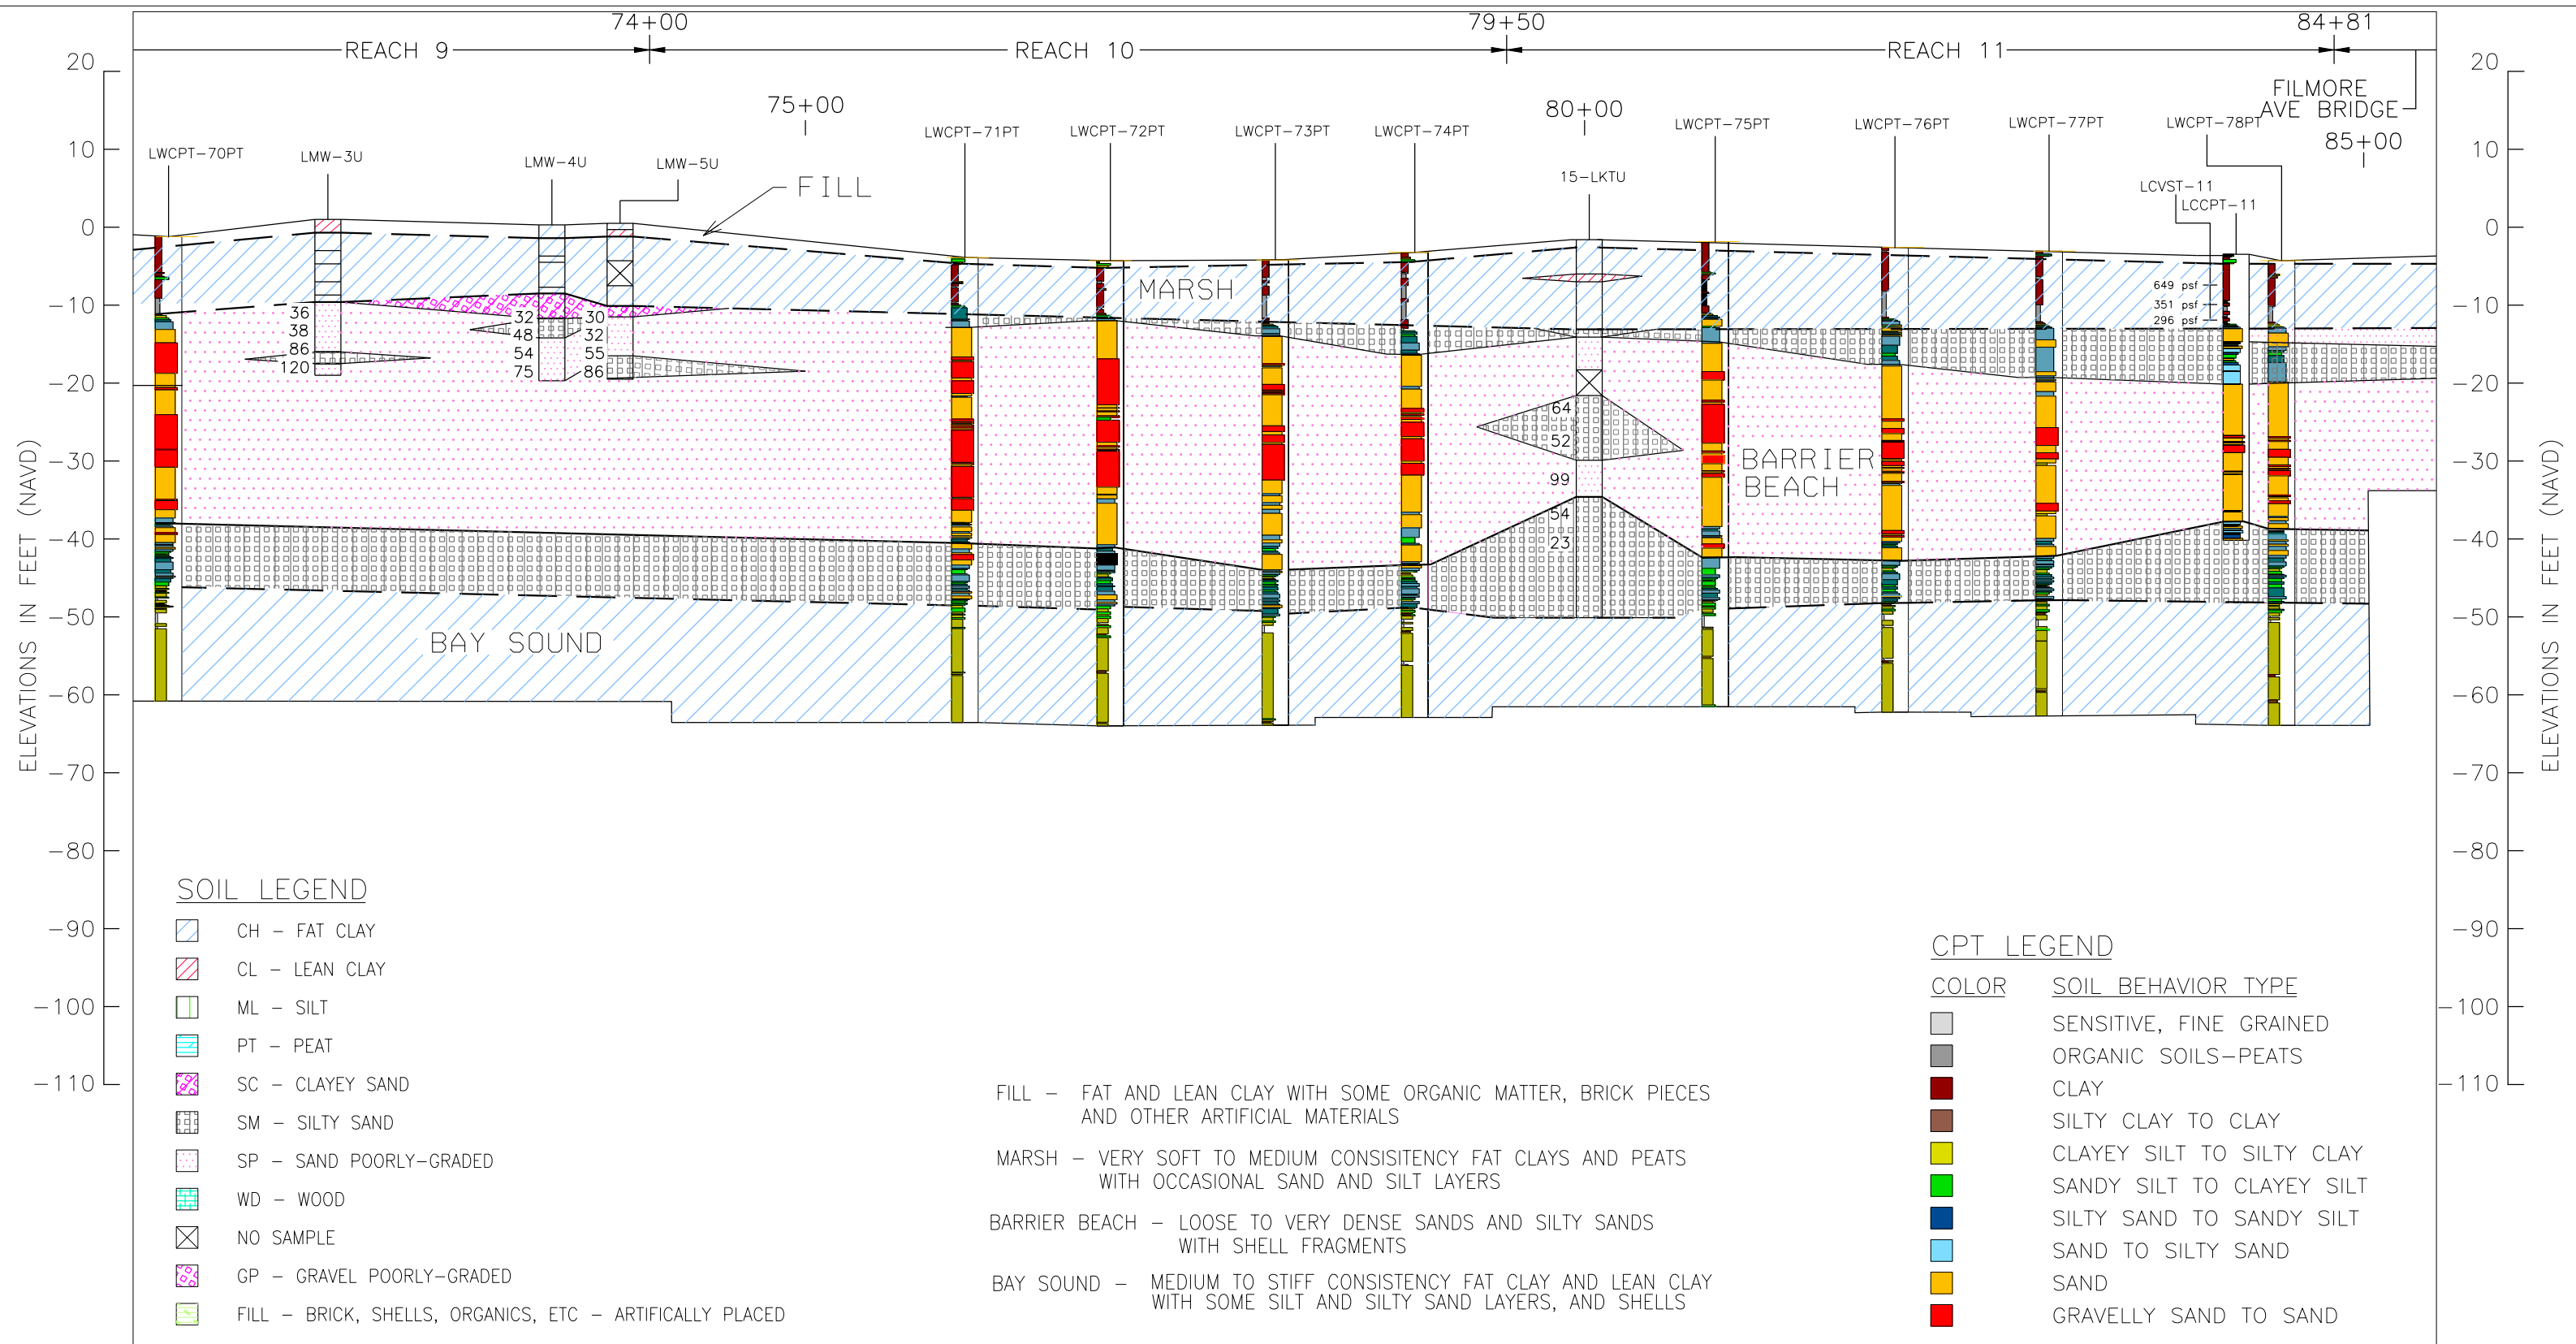 74+00
79+50
84+81
REACH 9
REACH 10
REACH 11
20
20
FILMORE
AVE BRIDGE
75+00
80+00
85+00
LWCPT-70PT
LMW-3U
LMW-4U
LMW-5U
FILL
LWCPT-71PT
LWCPT-72PT
LWCPT-73PT
LWCPT-74PT
15-LKTU
LWCPT-75PT
LWCPT-76PT
LWCPT-77PT
LWCPT-78PT
LCVST-11
LCCPT-11
10
10
0
0
MARSH
649 psf
351 psf
296 psf
-10
-10
36
38
86
120
32
48
54
75
30
32
55
86
-20
-20
64
52
99
54
23
BARRIER
BEACH
-30
-30
-40
-40
-50
-50
BAY SOUND
-60
-60
-70
-70
-80
-80
-90
-90
-100
-100
-110
-110
ELEVATIONS IN FEET (NAVD)
ELEVATIONS IN FEET (NAVD)
SOIL LEGEND
CH - FAT CLAY
CL - LEAN CLAY
ML - SILT
PT - PEAT
SC - CLAYEY SAND
SM - SILTY SAND
SP - SAND POORLY-GRADED
WD - WOOD
NO SAMPLE
GP - GRAVEL POORLY-GRADED
FILL - BRICK, SHELLS, ORGANICS, ETC - ARTIFICALLY PLACED
FILL - FAT AND LEAN CLAY WITH SOME ORGANIC MATTER, BRICK PIECES
AND OTHER ARTIFICIAL MATERIALS
MARSH - VERY SOFT TO MEDIUM CONSISITENCY FAT CLAYS AND PEATS
WITH OCCASIONAL SAND AND SILT LAYERS
BARRIER BEACH - LOOSE TO VERY DENSE SANDS AND SILTY SANDS
WITH SHELL FRAGMENTS
BAY SOUND - MEDIUM TO STIFF CONSISTENCY FAT CLAY AND LEAN CLAY
WITH SOME SILT AND SILTY SAND LAYERS, AND SHELLS
CPT LEGEND
COLOR SOIL BEHAVIOR TYPE
SENSITIVE, FINE GRAINED
ORGANIC SOILS-PEATS
CLAY
SILTY CLAY TO CLAY
CLAYEY SILT TO SILTY CLAY
SANDY SILT TO CLAYEY SILT
SILTY SAND TO SANDY SILT
SAND TO SILTY SAND
SAND
GRAVELLY SAND TO SAND